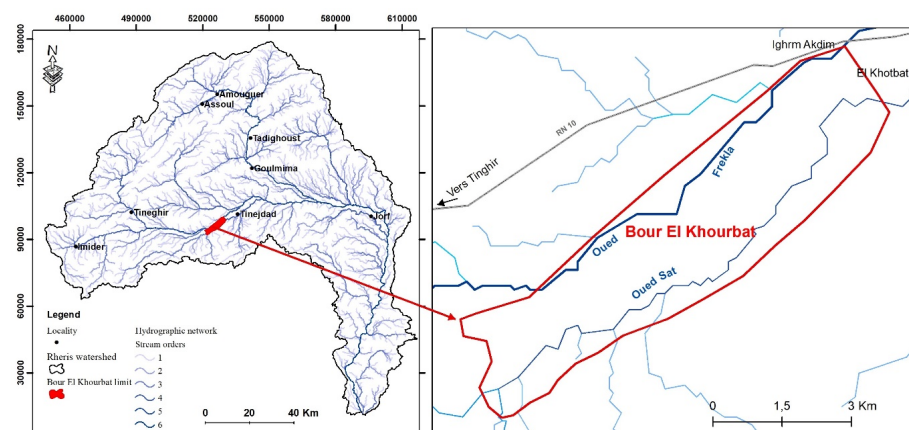 460000 490000 520000 550000 580000 610000
180000
150000
120000
90000
60000
30000
N
Amouguer
Assoul
Tadighoust
Goulmima
Tineghir
Tinejdad
Jorf
Imider
Legend
Locality
Rheris watershed
Bour El Khourbat limit
Hydrographic network
Stream orders
1
2
3
4
5
6
0 20 40 Km
Ighrm Akdim
El Khotbat
RN 10
Vers Tinghir
Frekla
Oued
Bour El Khourbat
Oued Sat
0 1,5 3 Km